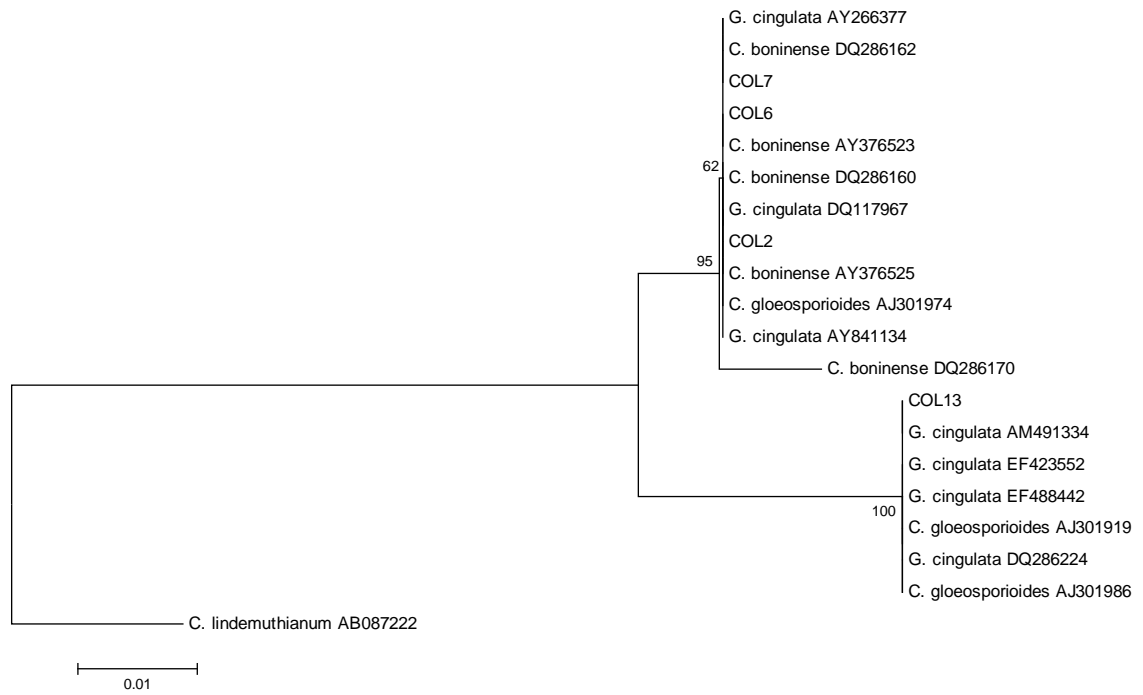 G. cingulata AY266377
C. boninense DQ286162
COL7
COL6
C. boninense AY376523
62
C. boninense DQ286160
G. cingulata DQ117967
COL2
95
C. boninense AY376525
C. gloeosporioides AJ301974
G. cingulata AY841134
C. boninense DQ286170
COL13
G. cingulata AM491334
G. cingulata EF423552
G. cingulata EF488442
100
C. gloeosporioides AJ301919
G. cingulata DQ286224
C. gloeosporioides AJ301986
C. lindemuthianum AB087222
0.01